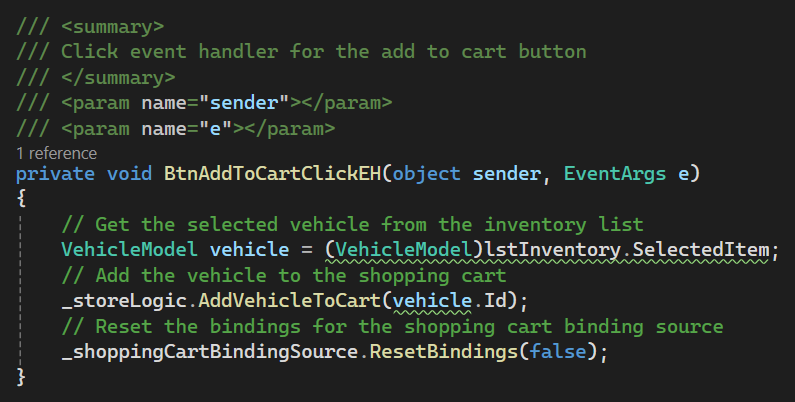 /// <summary>
/// Click event handler for the add to cart button
/// </summary>
/// <param name="sender"></param>
/// <param name="e"></param>
1 reference
private void BtnAddToCartClickEH(object sender, EventArgs e)
{
    // Get the selected vehicle from the inventory list
    VehicleModel vehicle = (VehicleModel)lstInventory.SelectedItem;
    // Add the vehicle to the shopping cart
    _storeLogic.AddVehicleToCart(vehicle.Id);
    // Reset the bindings for the shopping cart binding source
    _shoppingCartBindingSource.ResetBindings(false);
}